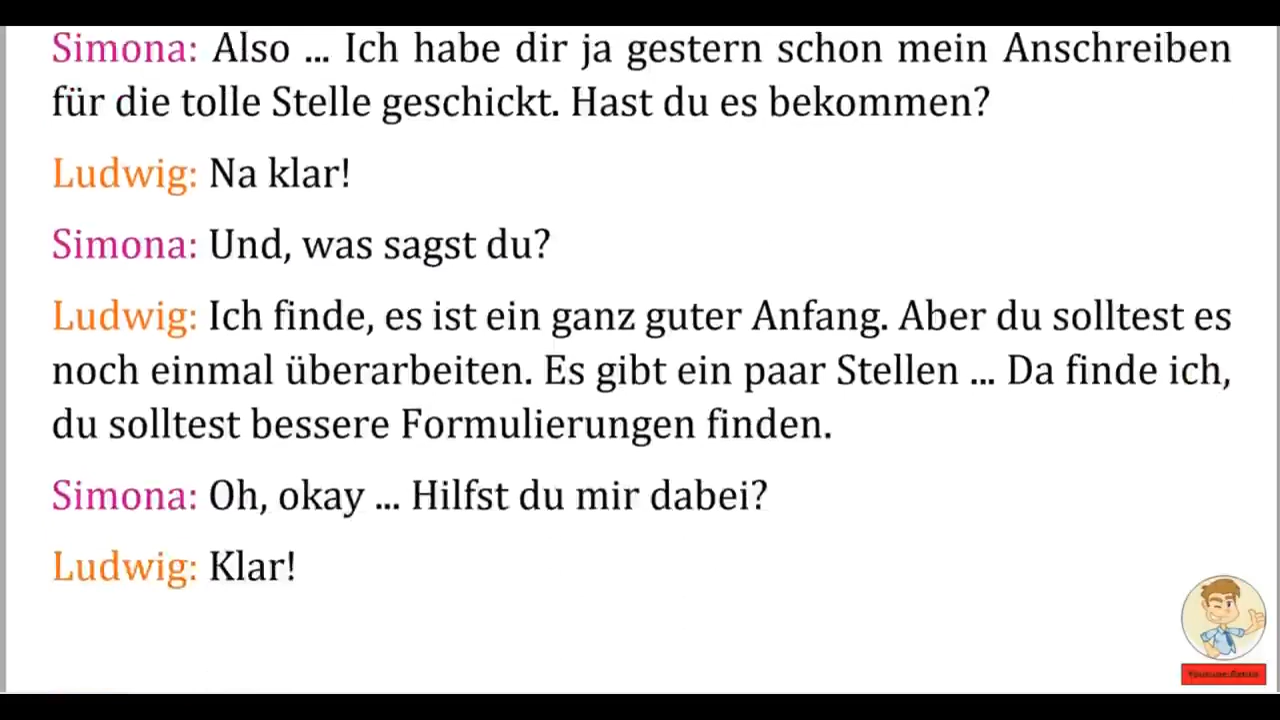 Simona: Also ... Ich habe dir ja gestern schon mein Anschreiben
für die tolle Stelle geschickt. Hast du es bekommen?
Ludwig: Na klar!
Simona: Und, was sagst du?
Ludwig: Ich finde, es ist ein ganz guter Anfang. Aber du solltest es
noch einmal überarbeiten. Es gibt ein paar Stellen ... Da finde ich,
du solltest bessere Formulierungen finden.
Simona: Oh, okay ... Hilfst du mir dabei?
Ludwig: Klar!